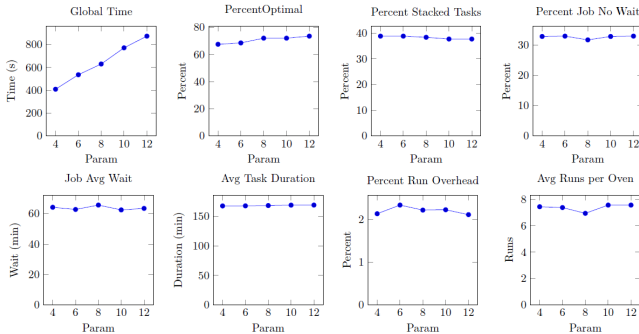 Global Time
PercentOptimal
Percent Stacked Tasks
Percent Job No Wait
800
600
400
200
0
Time (s)
4 6 8 10 12
Param
80
60
40
20
0
Percent
4 6 8 10 12
Param
40
30
20
10
0
Percent
4 6 8 10 12
Param
30
20
10
0
Percent
4 6 8 10 12
Param
Job Avg Wait
Avg Task Duration
Percent Run Overhead
Avg Runs per Oven
60
40
20
0
Wait (min)
4 6 8 10 12
Param
150
100
50
0
Duration (min)
4 6 8 10 12
Param
2
1
0
Percent
4 6 8 10 12
Param
8
6
4
2
0
Runs
4 6 8 10 12
Param